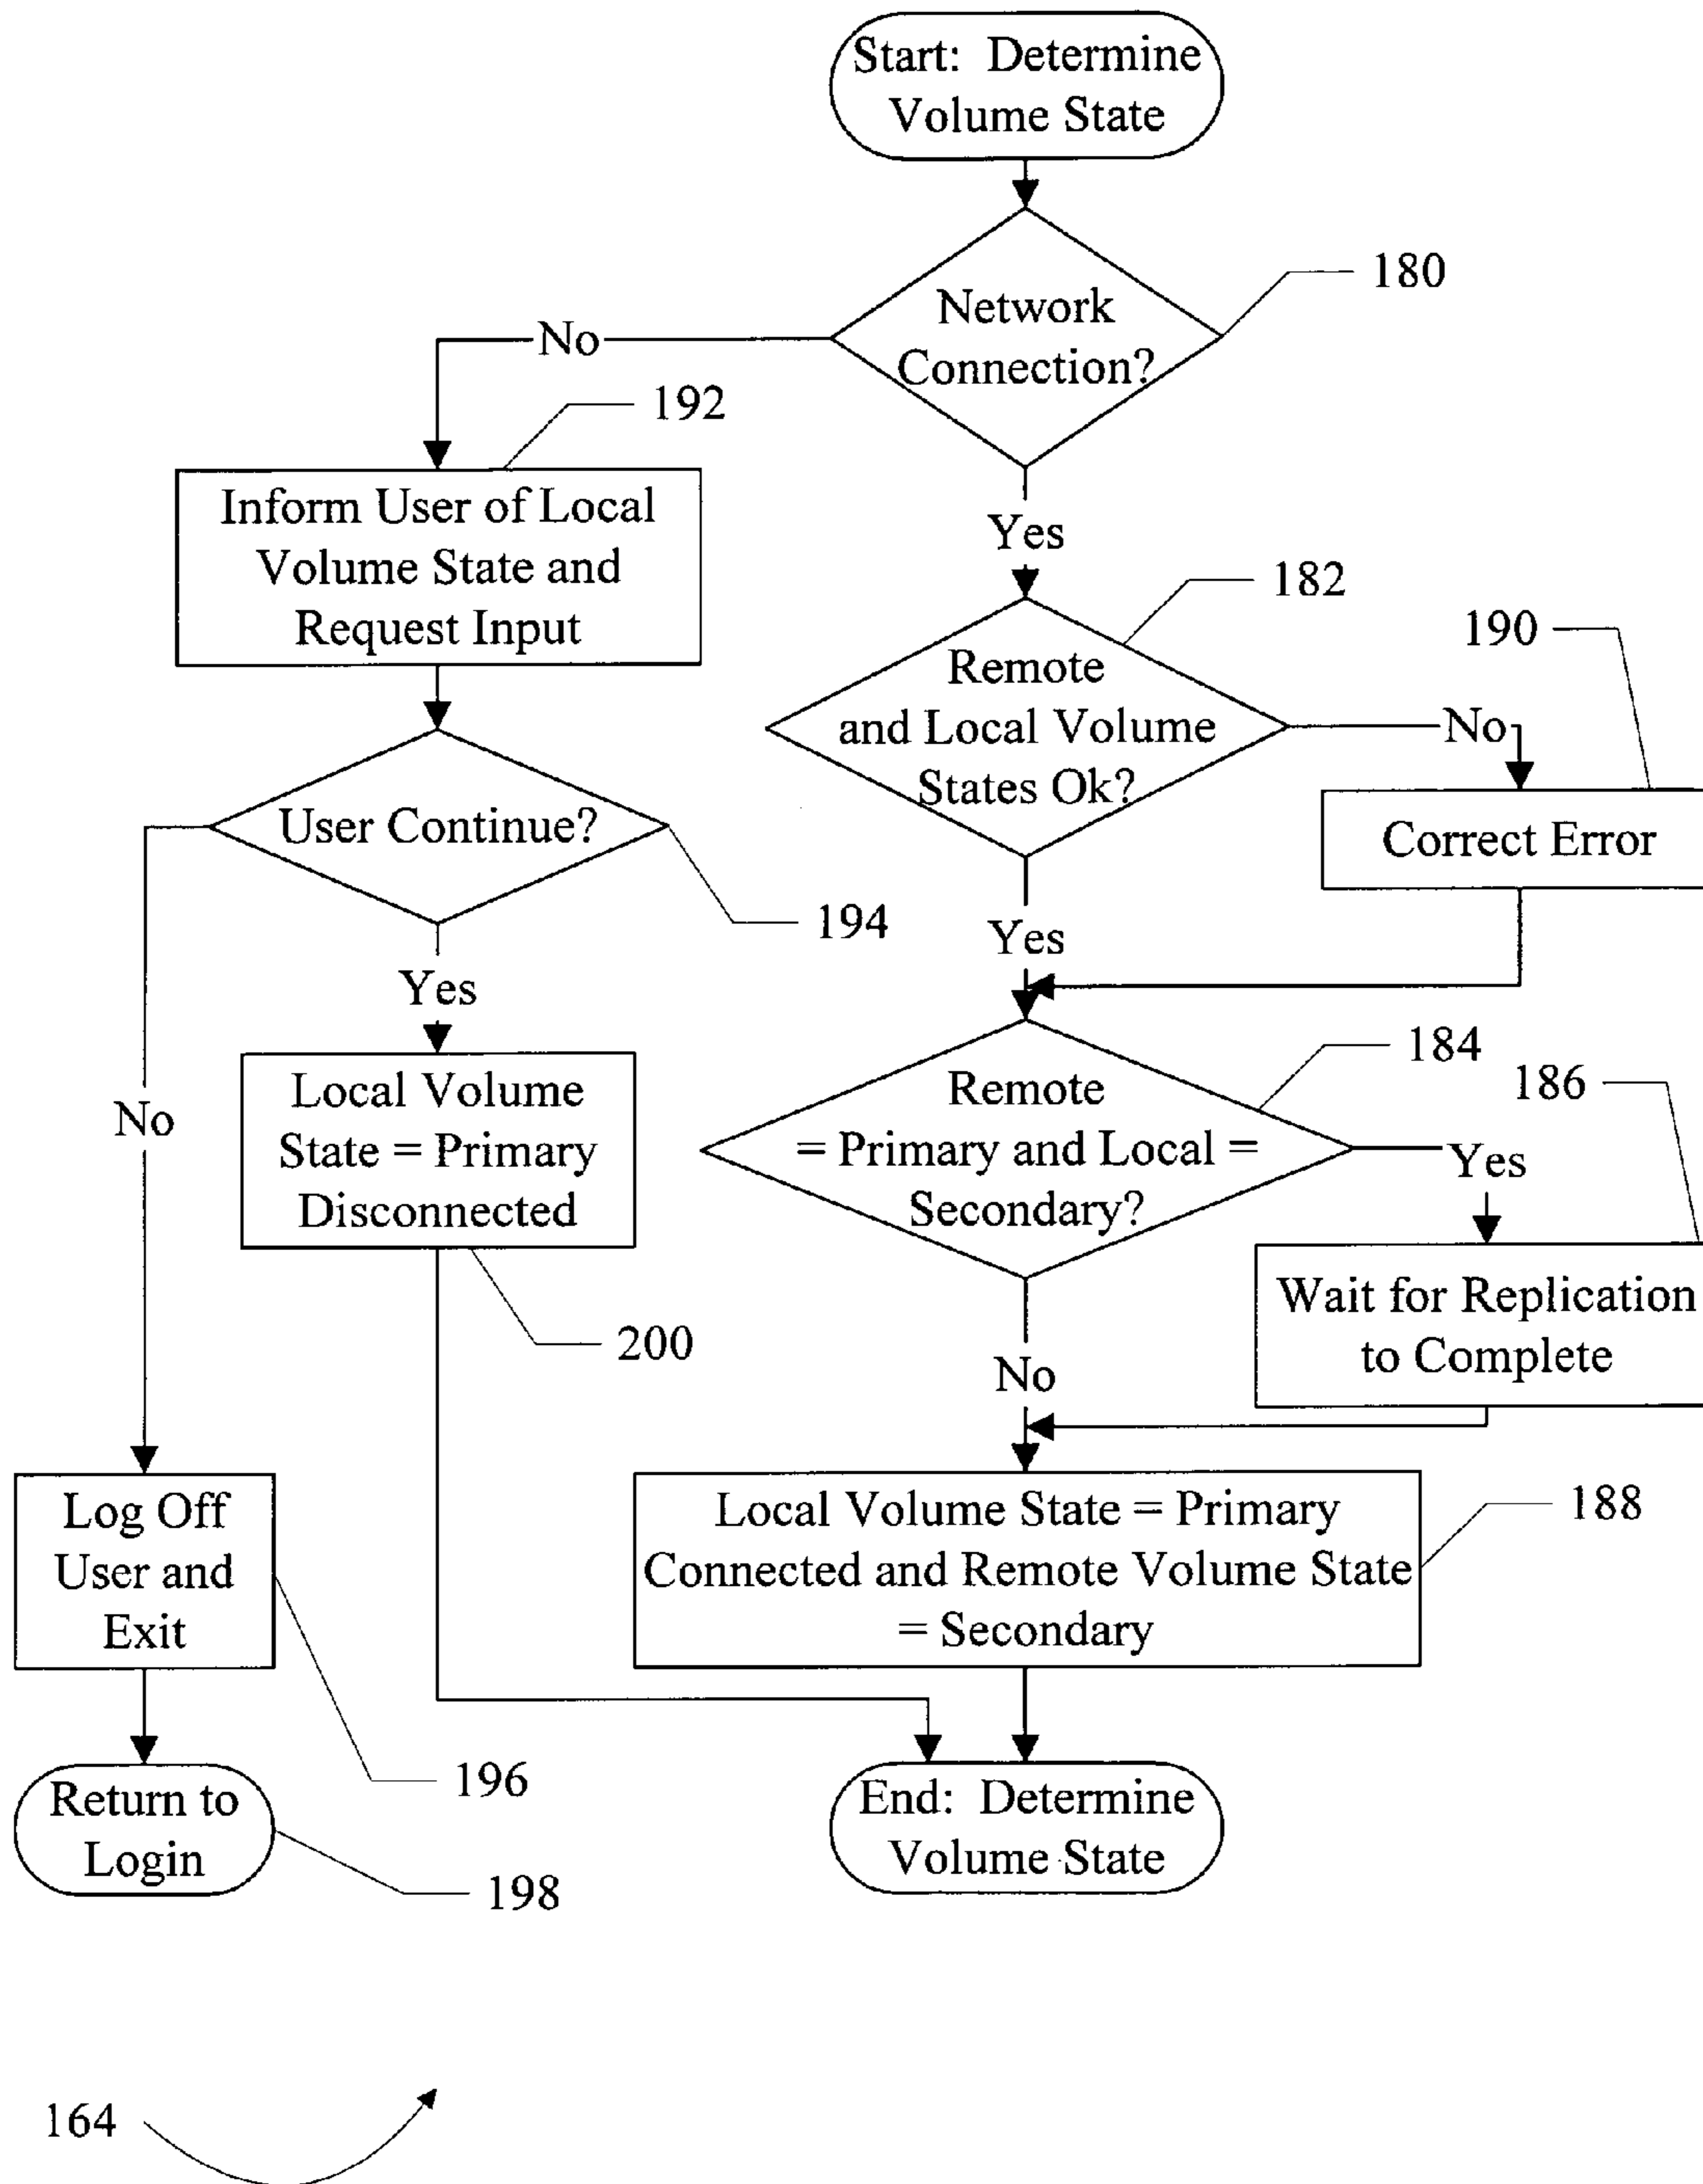 Start: Determine
Volume State
Network
Connection?
180
No
192
Inform User of Local
Volume State and
Request Input
Yes
182
Remote
and Local Volume
States Ok?
190
No
Correct Error
User Continue?
194
Yes
Yes
No
Local Volume
State = Primary
Disconnected
200
184
Remote
= Primary and Local =
Secondary?
186
Yes
Wait for Replication
to Complete
No
Log Off
User and
Exit
196
Local Volume State = Primary
Connected and Remote Volume State
= Secondary
188
Return to
Login
198
End: Determine
Volume State
164